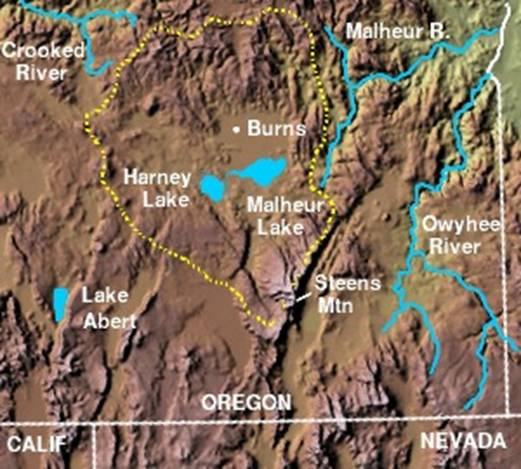 Crooked
River
Malheur R.
Burns
Harney
Lake
Malheur
Lake
Owyhee
River
Steens
Mtn
Lake
Abert
OREGON
CALIF
NEVADA